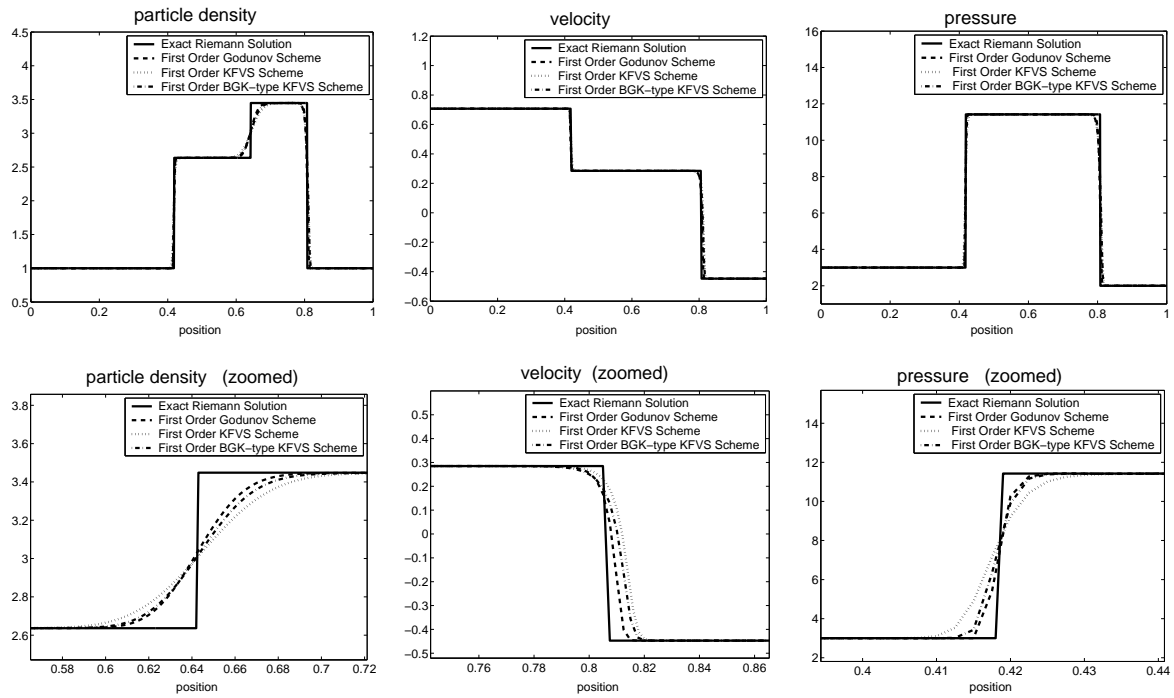 particle density
4.5
4
3.5
3
2.5
2
1.5
1
0.5
0
0.2
0.4
0.6
0.8
1
position
Exact Riemann Solution
First Order Godunov Scheme
First Order KFVS Scheme
First Order BGK−type KFVS Scheme
velocity
1.2
1
0.8
0.6
0.4
0.2
0
−0.2
−0.4
−0.6
0
0.2
0.4
0.6
0.8
1
position
Exact Riemann Solution
First Order Godunov Scheme
First Order KFVS Scheme
First Order BGK−type KFVS Scheme
pressure
16
14
12
10
8
6
4
2
0
0.2
0.4
0.6
0.8
1
position
Exact Riemann Solution
First Order Godunov Scheme
First Order KFVS Scheme
First Order BGK−type KFVS Scheme
particle density (zoomed)
3.8
3.6
3.4
3.2
3
2.8
2.6
0.58
0.6
0.62
0.64
0.66
0.68
0.7
0.72
position
Exact Riemann Solution
First Order Godunov Scheme
First Order KFVS Scheme
First Order BGK−type KFVS Scheme
velocity (zoomed)
0.5
0.4
0.3
0.2
0.1
0
−0.1
−0.2
−0.3
−0.4
−0.5
0.76
0.78
0.8
0.82
0.84
0.86
position
Exact Riemann Solution
First Order Godunov Scheme
First Order KFVS Scheme
First Order BGK−type KFVS Scheme
pressure (zoomed)
14
12
10
8
6
4
2
0.4
0.41
0.42
0.43
0.44
position
Exact Riemann Solution
First Order Godunov Scheme
First Order KFVS Scheme
First Order BGK−type KFVS Scheme